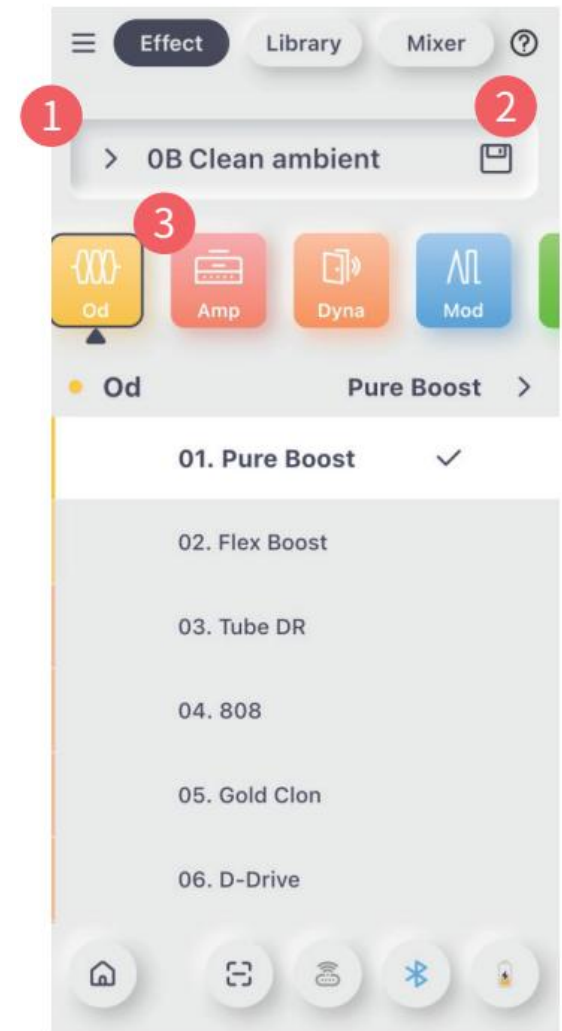 Effect Library Mixer ?
1
2
0B Clean ambient
3
Od Amp Dyna Mod
Od Pure Boost
01. Pure Boost
02. Flex Boost
03. Tube DR
04. 808
05. Gold Clon
06. D-Drive